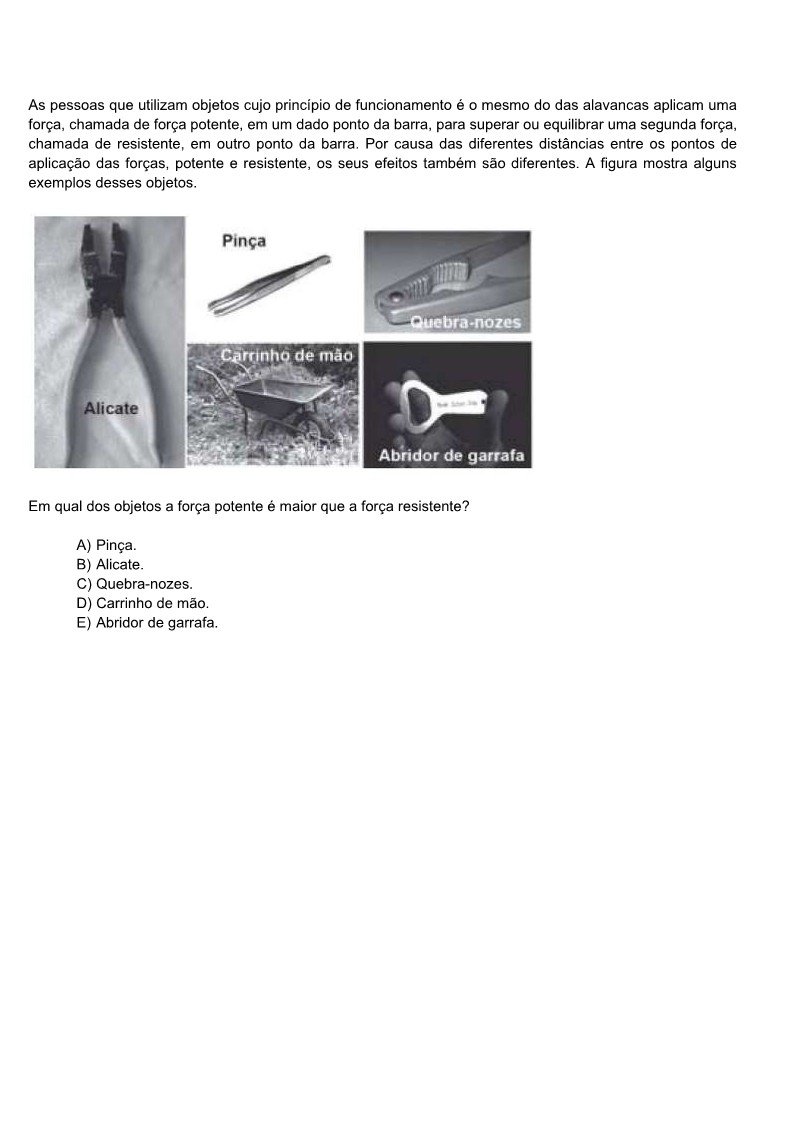 As pessoas que utilizam objetos cujo princípio de funcionamento é o mesmo do das alavancas aplicam uma
força, chamada de força potente, em um dado ponto da barra, para superar ou equilibrar uma segunda força,
chamada de resistente, em outro ponto da barra. Por causa das diferentes distâncias entre os pontos de
aplicação das forças, potente e resistente, os seus efeitos também são diferentes. A figura mostra alguns
exemplos desses objetos.
Pinça
Quebra-nozes
Carrinho de mão
Alicate
Abridor de garrafa
Em qual dos objetos a força potente é maior que a força resistente?
A) Pinça.
B) Alicate.
C) Quebra-nozes.
D) Carrinho de mão.
E) Abridor de garrafa.